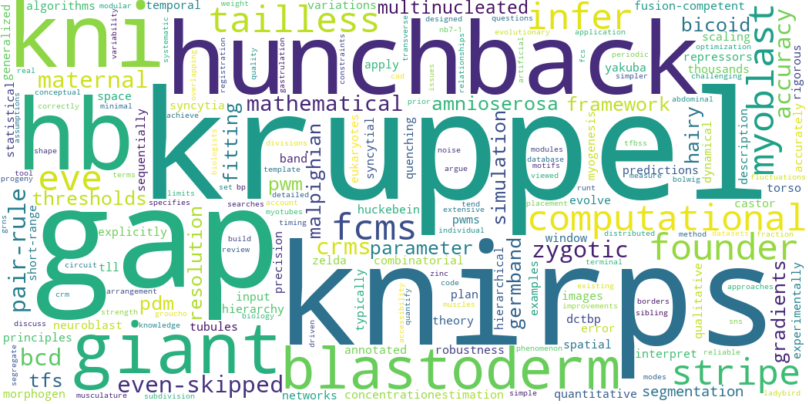 algorithms modular temporal weight variations multinucleated fusion-competent
generalized kni tailless infer bicoid
variability systematic overlapping registration gastrulation quality constraints transverse designed issues nb7-1 relationships questions evolutionary artificial application fcs periodic simpler
hunchback apply cad yakuba scaling optimization repressors thousands challenging
real maternal conceptual space correctly minimal
statistical assumptions syncytia mathematical amnioserosa framework
myoblast accuracy rigorous accurately
hb kruppel
shape sequentially achieve biologists fitting divisions band template malpighian eukaryotes syncytial quenching noise argue simulation prior modules database motifs viewed myogenesis tfbss predictions measure hairy abdominal bolwig dynamical description fluctuations torso
progeny tool terms eve set bp pwm detailed searches account myotubes timing huckebein pwms individual tend extensive placement runt evolve distributed method castor datasets fraction
thresholds specifies limits
pair-rule short-range explicitly resolution precision build review fcms computational
gap crms parameter zygotic founder
grns circuit tll crm input zelda combinatorial window
arrangement pdm hierarchy typically driven zinc code hierarchical germband examples qualitative terminal existing approaches gradients experimentally
strength groucho biology knirps plan images improvements borders sibling
neuroblast knowledge tubules accessibility quantify muscles theory dctbp error
principles giant annotated robustness spatial interpret reliable sns
discuss bcd
segregate tfs even-skipped blastoderm phenomenon modes stripe
morphogen musculature subdivision networks concentration estimation simple quantitative segmentation ladybird